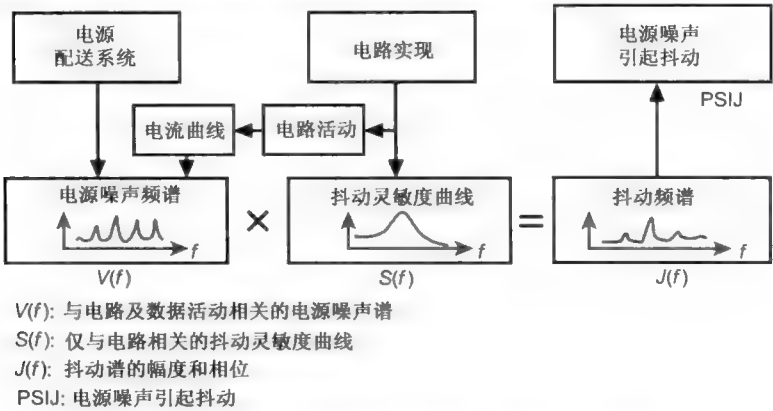 电源
配送系统
电路实现
电源噪声
引起抖动
PSIJ
电流曲线
电路活动
电源噪声频谱
f
V(f)
×
抖动灵敏度曲线
f
S(f)
=
抖动频谱
f
J(f)
V(f): 与电路及数据活动相关的电源噪声谱
S(f): 仅与电路相关的抖动灵敏度曲线
J(f): 抖动谱的幅度和相位
PSIJ: 电源噪声引起抖动